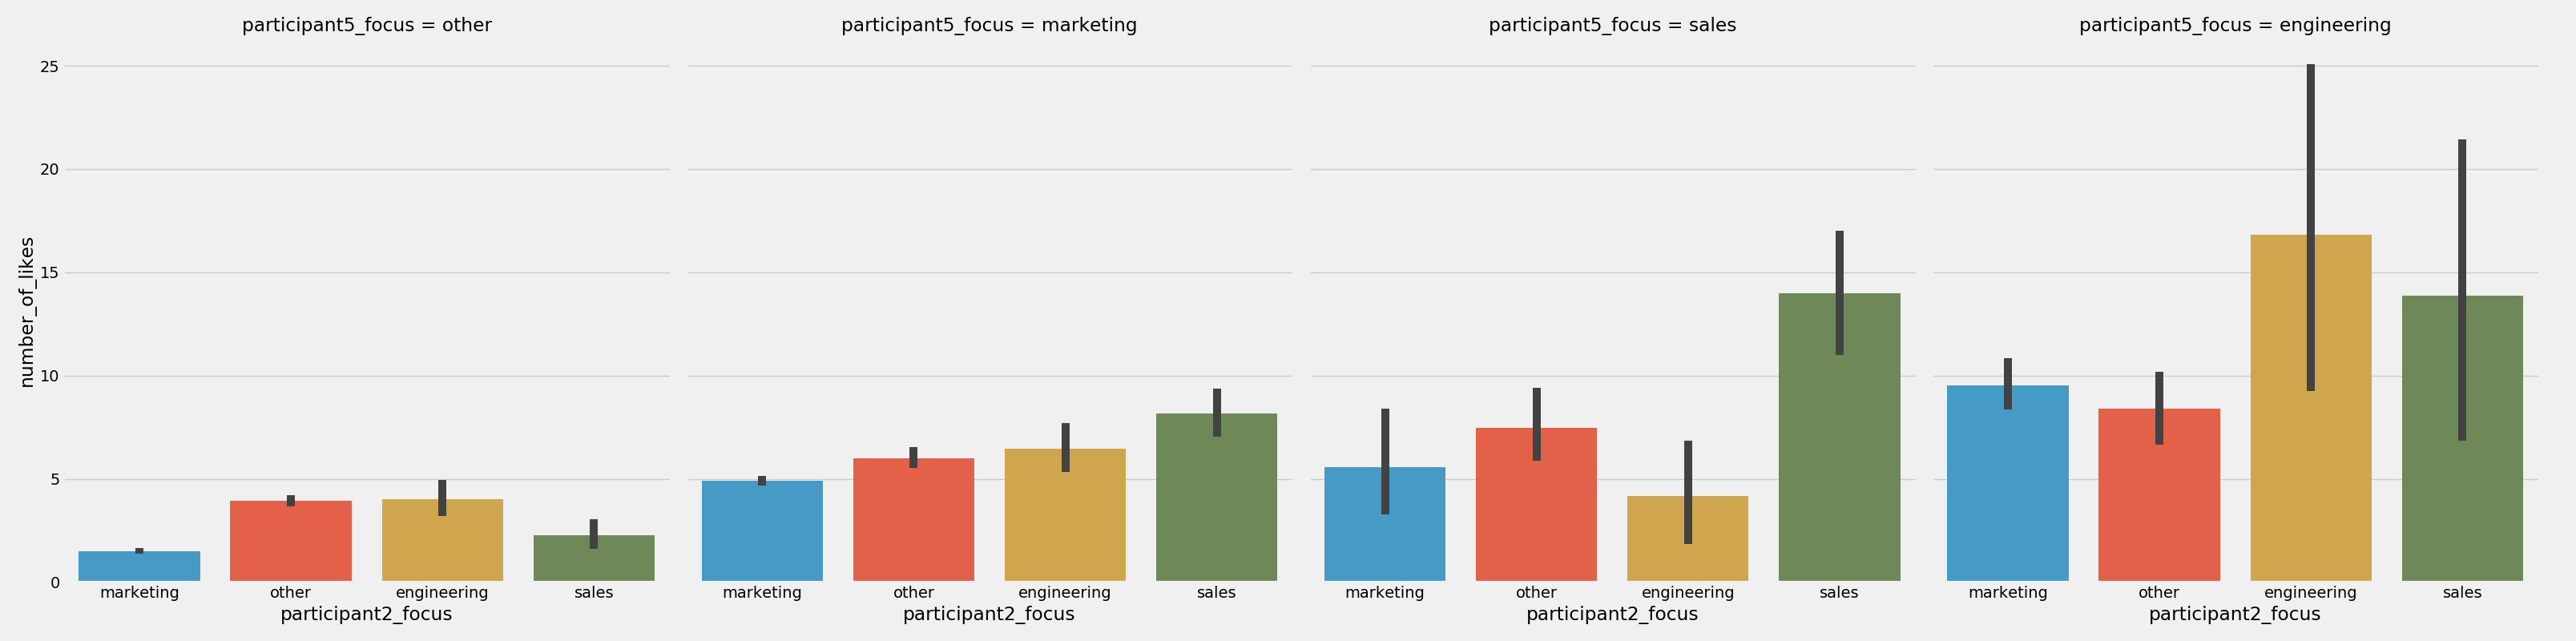 participant5_focus = other
participant5_focus = marketing
participant5_focus = sales
participant5_focus = engineering
number_of_likes
25
20
15
10
5
0
marketing other engineering sales
participant2_focus
marketing other engineering sales
participant2_focus
marketing other engineering sales
participant2_focus
marketing other engineering sales
participant2_focus